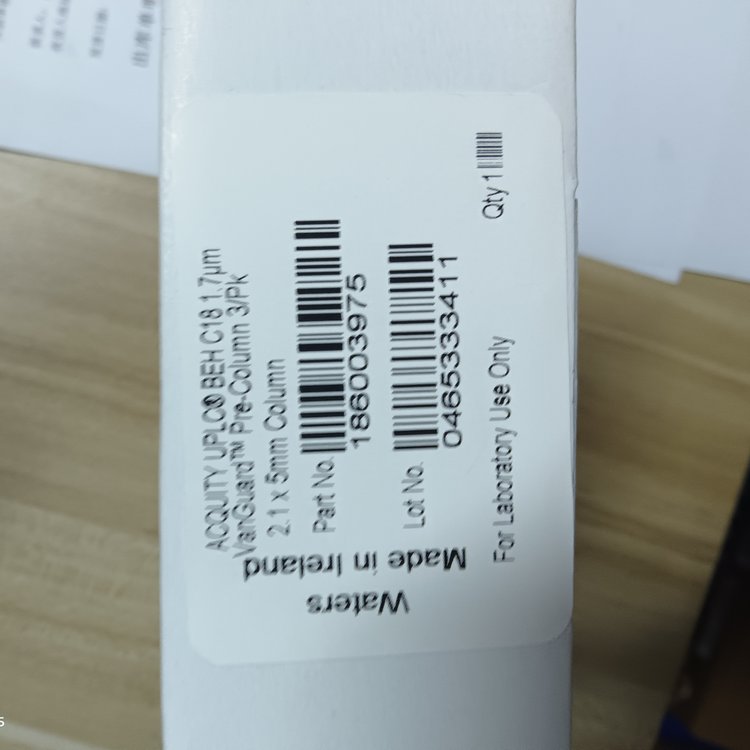 ACQUITY UPLC® BEH C18 1.7µm
VanGuard™ Pre-Column 3/PK
2.1 x 5mm Column
Part No.
186003975
Lot No.
0465333411
For Laboratory Use Only
Qty 1
Waters
Made in Ireland